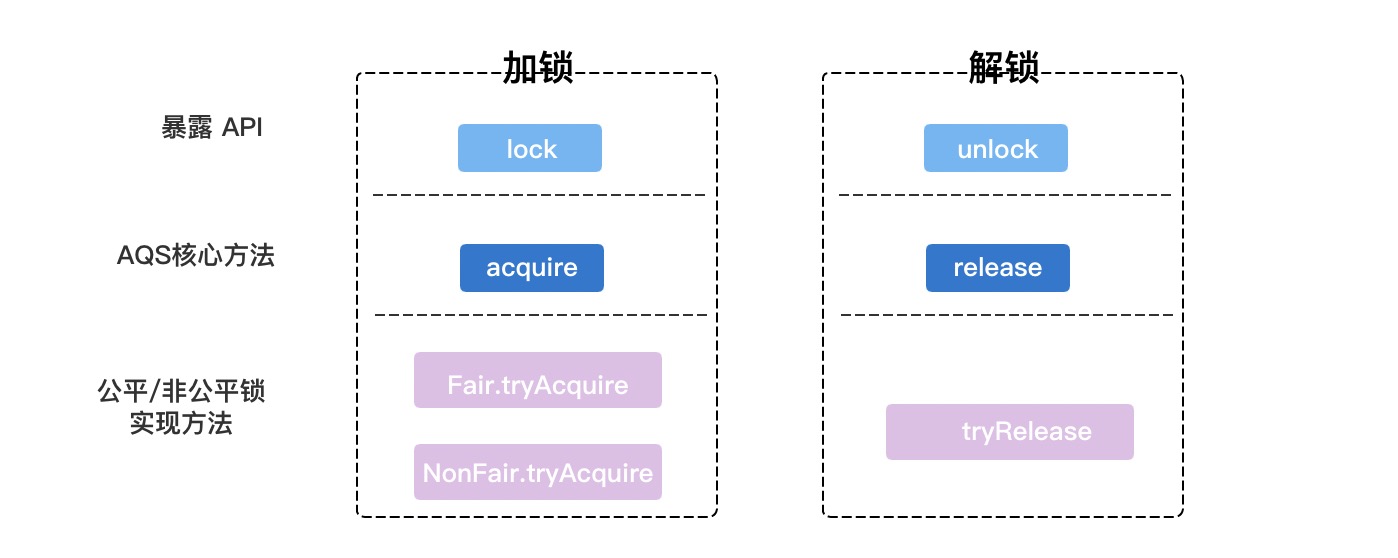 加锁
解锁
暴露 API
lock
unlock
AQS核心方法
acquire
release
公平/非公平锁
实现方法
Fair.tryAcquire
NonFair.tryAcquire
tryRelease